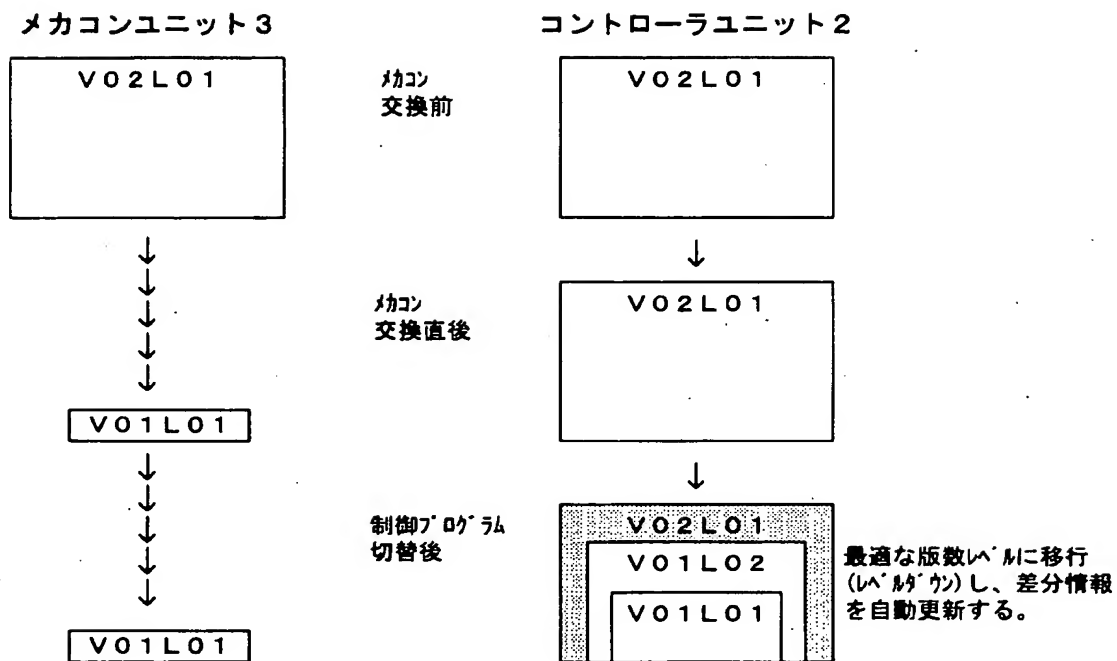 メカコンユニット3
コントローラユニット2
V02L01
メカコン
交換前
V02L01
↓
↓
↓
↓
↓
↓
メカコン
交換直後
V02L01
V01L01
↓
↓
↓
↓
↓
↓
制御プログラム
切替後
V02L01
V01L02
V01L01
最適な版数レベルに移行
(レベルダウン)し、差分情報
を自動更新する。
V01L01